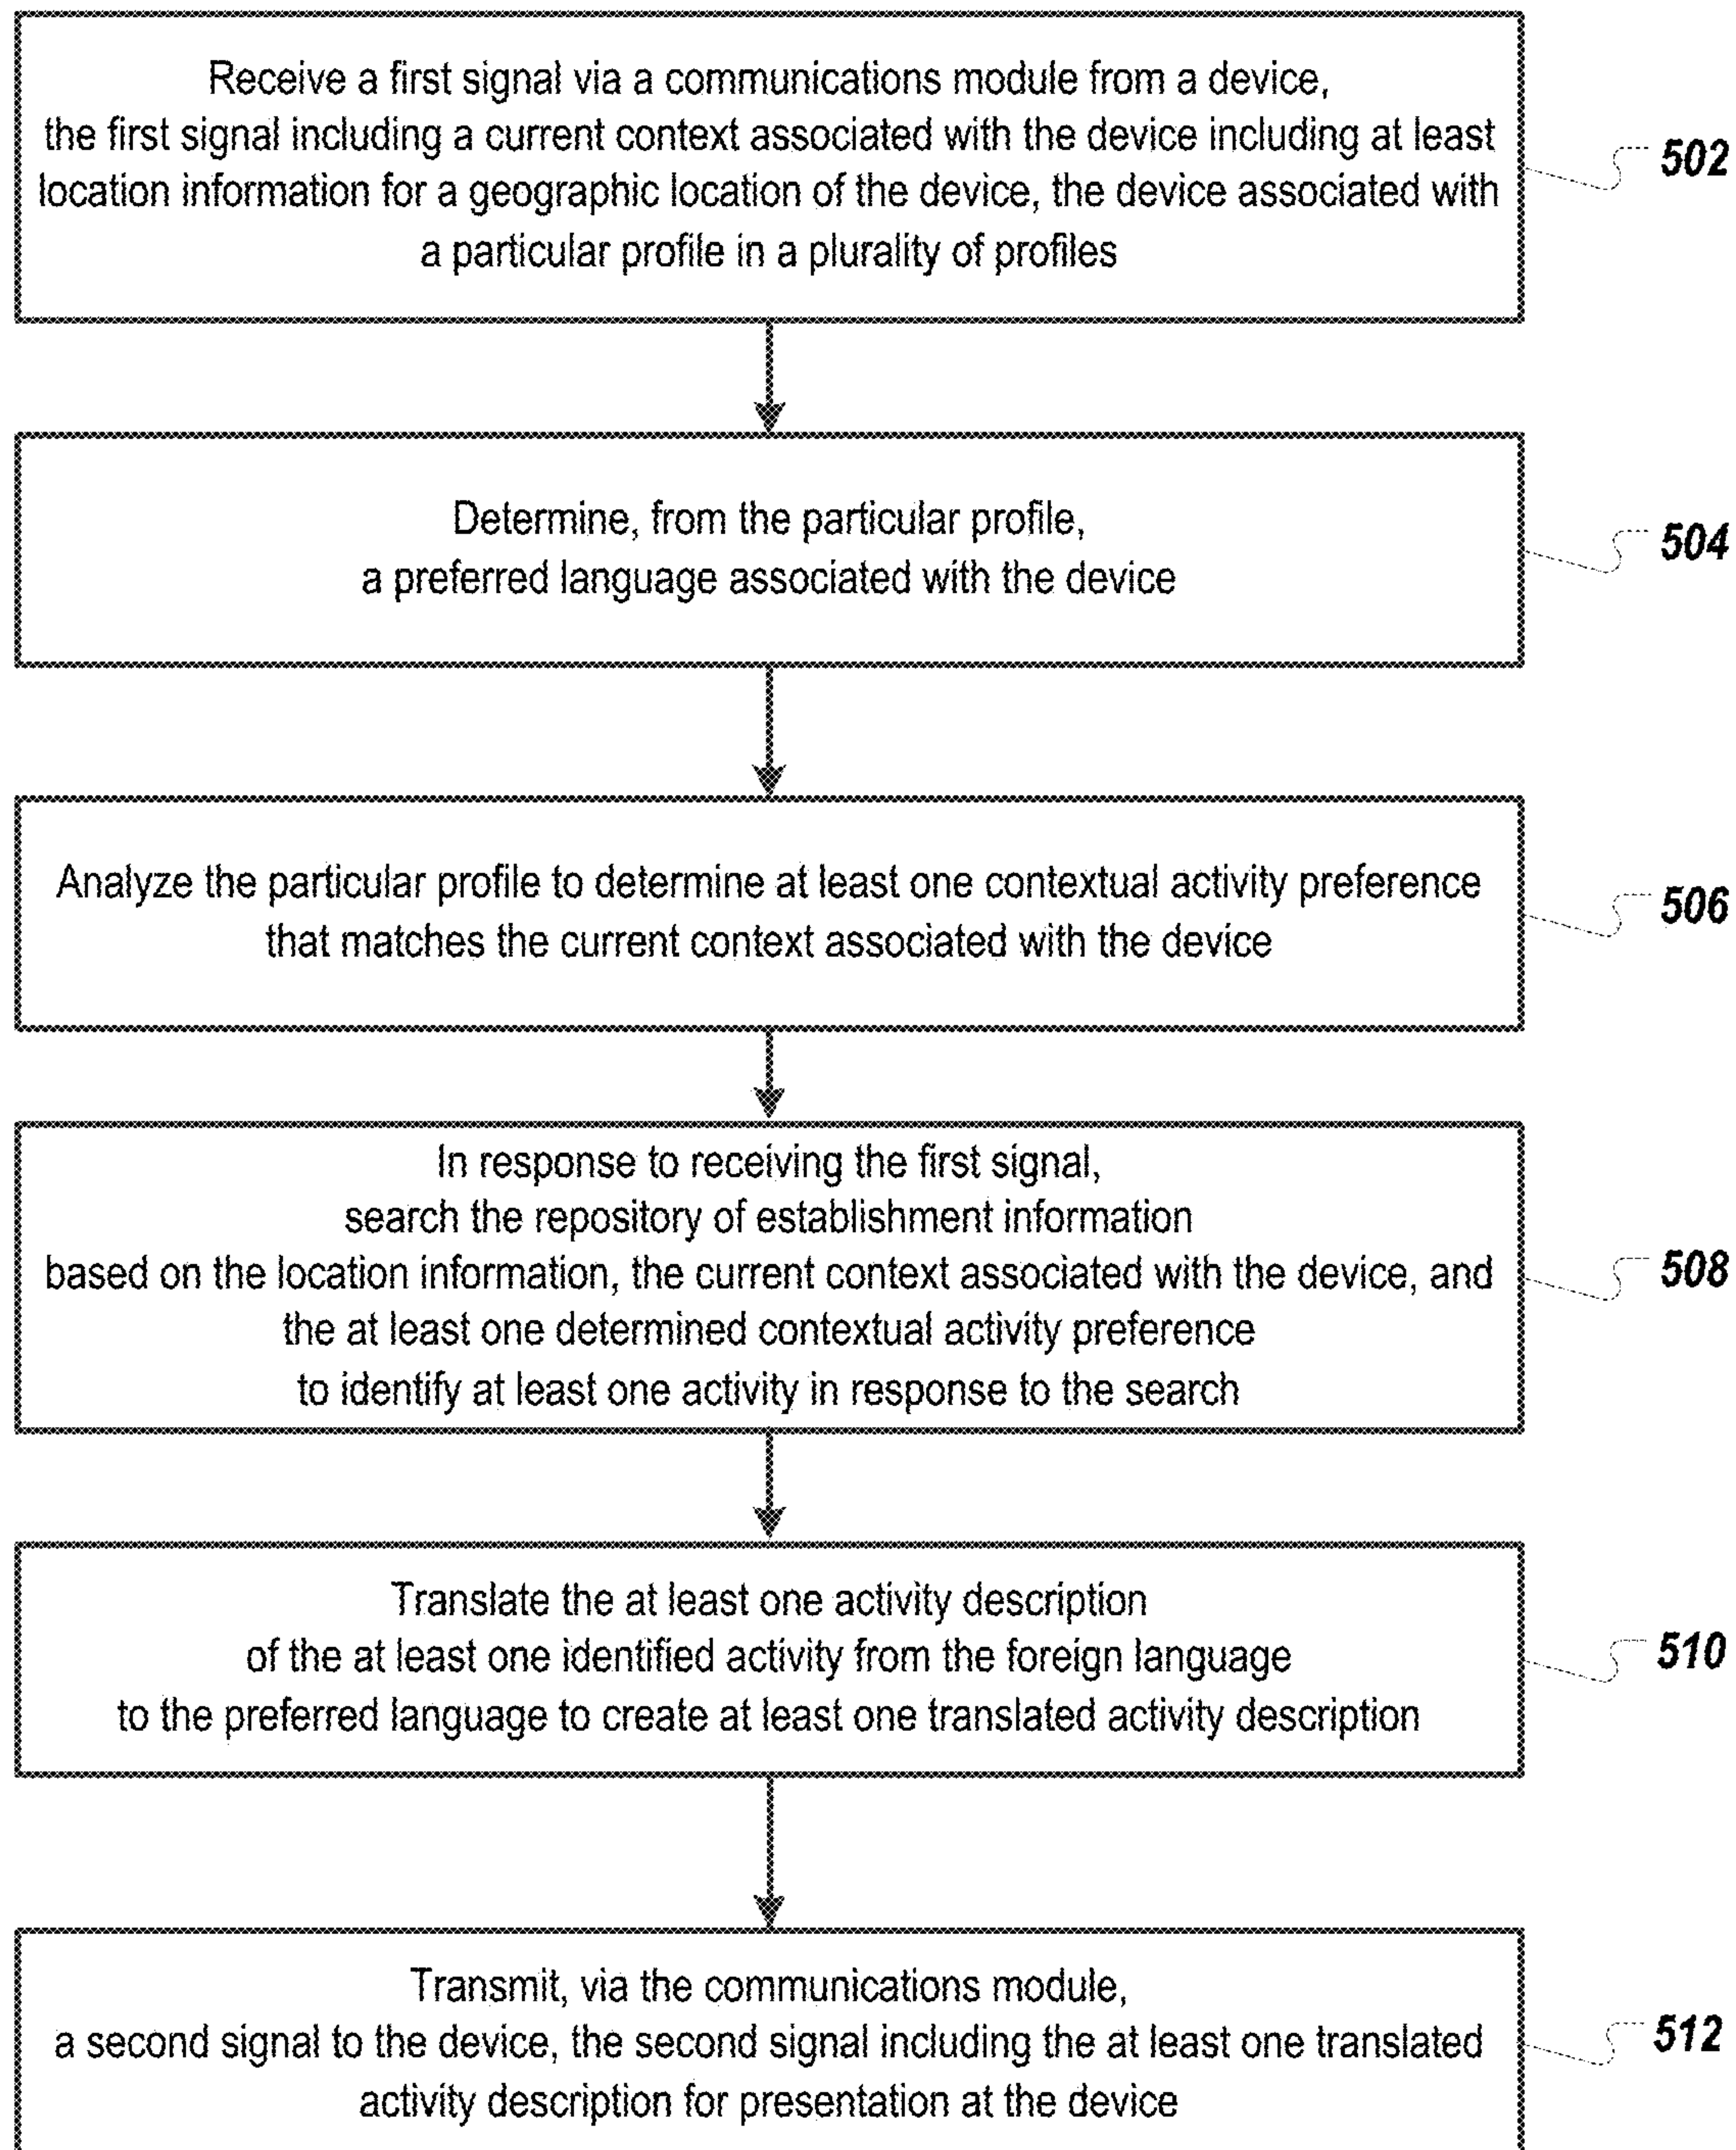 Receive a first signal via a communications module from a device,
the first signal including a current context associated with the device including at least
location information for a geographic location of the device, the device associated with
a particular profile in a plurality of profiles
502
Determine, from the particular profile,
a preferred language associated with the device
504
Analyze the particular profile to determine at least one contextual activity preference
that matches the current context associated with the device
506
In response to receiving the first signal,
search the repository of establishment information
based on the location information, the current context associated with the device, and
the at least one determined contextual activity preference
to identify at least one activity in response to the search
508
Translate the at least one activity description
of the at least one identified activity from the foreign language
to the preferred language to create at least one translated activity description
510
Transmit, via the communications module,
a second signal to the device, the second signal including the at least one translated
activity description for presentation at the device
512